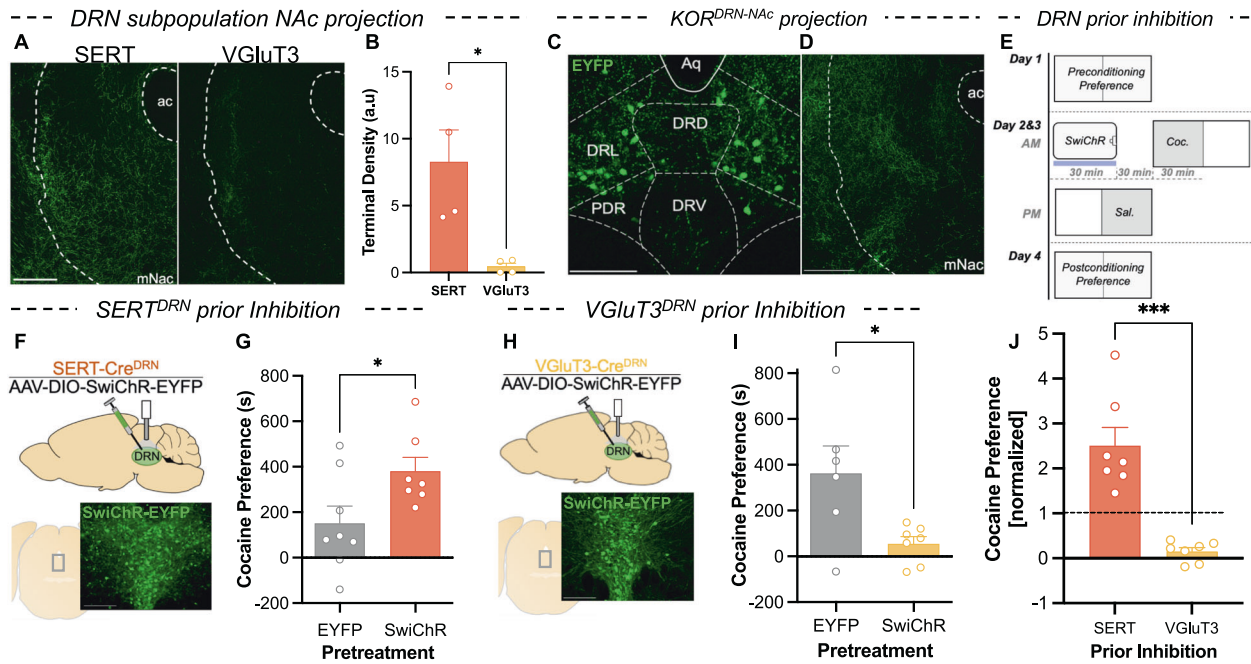 DRN subpopulation NAc projection
KOR^DRN-NAc projection
DRN prior inhibition
A
SERT
VGluT3
ac
mNac
B
*
Terminal Density (a.u)
15
10
5
0
SERT
VGluT3
C
EYFP
Aq
DRD
DRL
PDR
DRV
D
ac
mNac
E
Day 1
Preconditioning
Preference
Day 2&3
AM
SwiChR
Coc.
30 min
30 min
30 min
PM
Sal.
Day 4
Postconditioning
Preference
SERT^DRN prior Inhibition
VGluT3^DRN prior Inhibition
F
SERT-Cre^DRN
AAV-DIO-SwiChR-EYFP
DRN
SwiChR-EYFP
G
*
Cocaine Preference (s)
800
600
400
200
0
-200
EYFP
SwiChR
Pretreatment
H
VGluT3-Cre^DRN
AAV-DIO-SwiChR-EYFP
DRN
SwiChR-EYFP
I
*
Cocaine Preference (s)
800
600
400
200
0
-200
EYFP
SwiChR
Pretreatment
J
***
Cocaine Preference
[normalized]
5
4
3
2
1
0
-1
SERT
VGluT3
Prior Inhibition